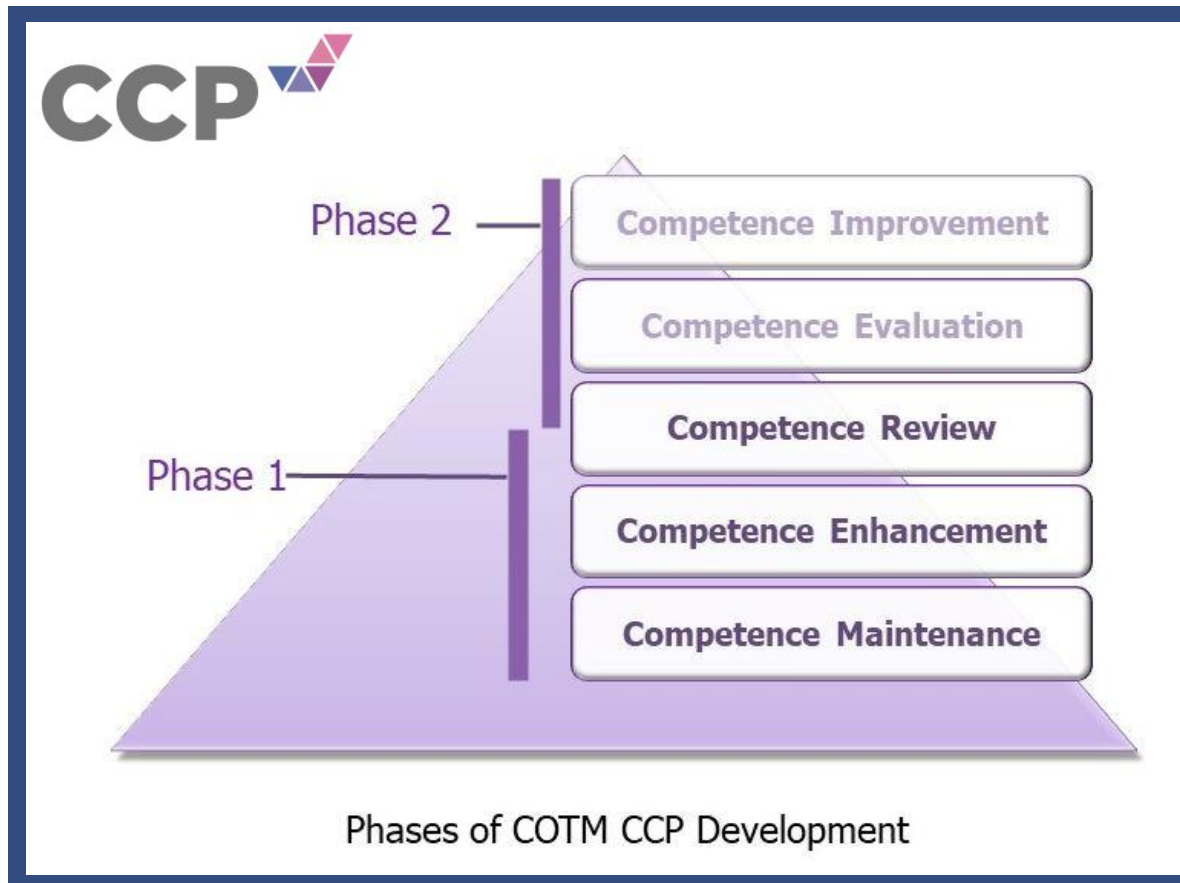 CCP
Phase 2
Competence Improvement
Competence Evaluation
Competence Review
Phase 1
Competence Enhancement
Competence Maintenance
Phases of COTM CCP Development